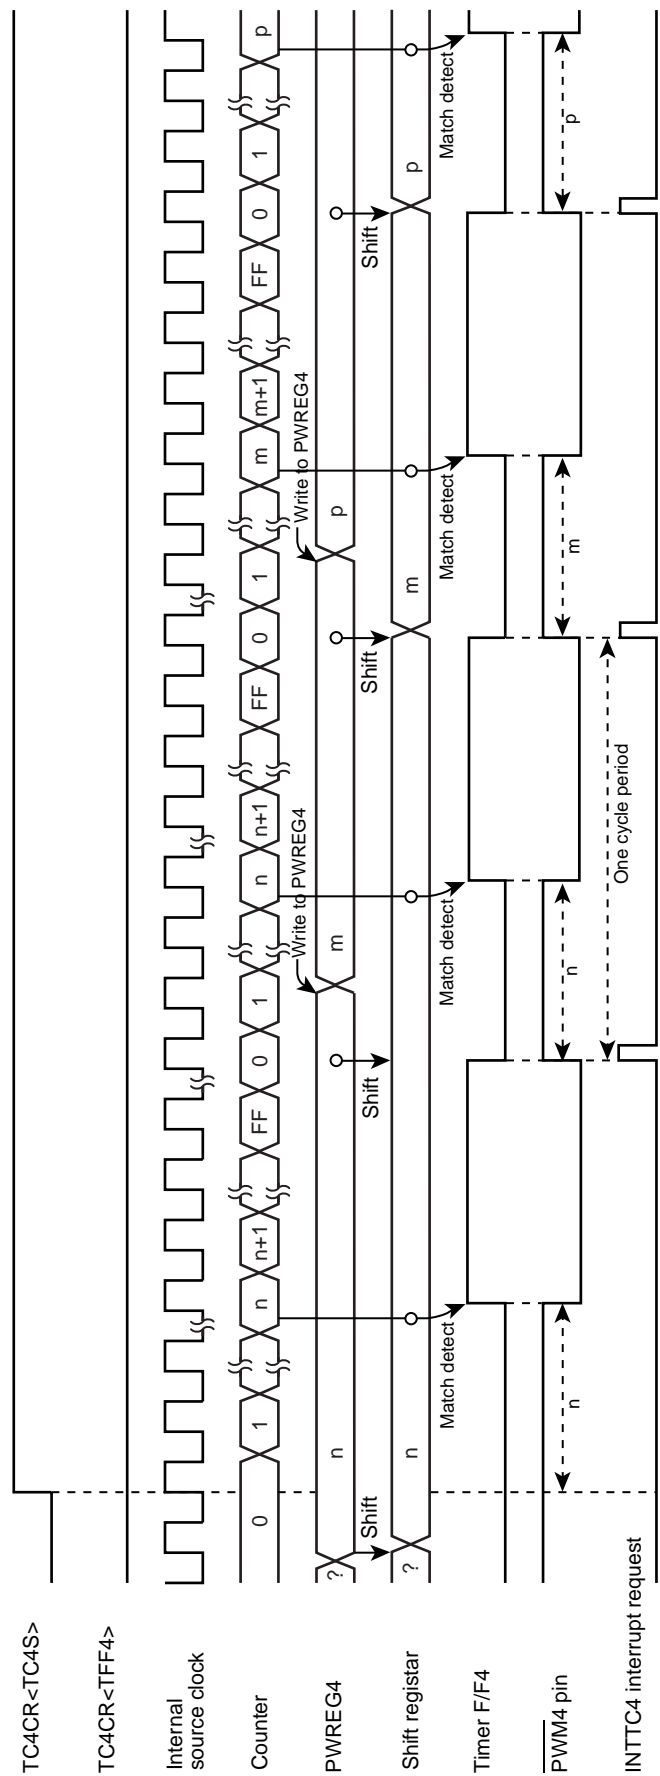 TC4CR<TC4S>
TC4CR<TFF4>
Internal
source clock
Counter
0
1
n
n+1
FF
0
1
n
n+1
FF
0
1
m
m+1
FF
0
1
p
Write to PWREG4
Write to PWREG4
PWREG4
?
n
m
p
Shift
Shift
Shift
Shift
Shift registar
?
n
m
p
Match detect
Match detect
Match detect
Match detect
Timer F/F4
PWM4 pin
n
n
m
p
One cycle period
INTTC4 interrupt request